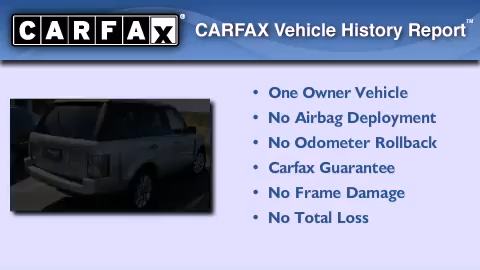 CARFAX® CARFAX Vehicle History Report™
• One Owner Vehicle
• No Airbag Deployment
• No Odometer Rollback
• Carfax Guarantee
• No Frame Damage
• No Total Loss